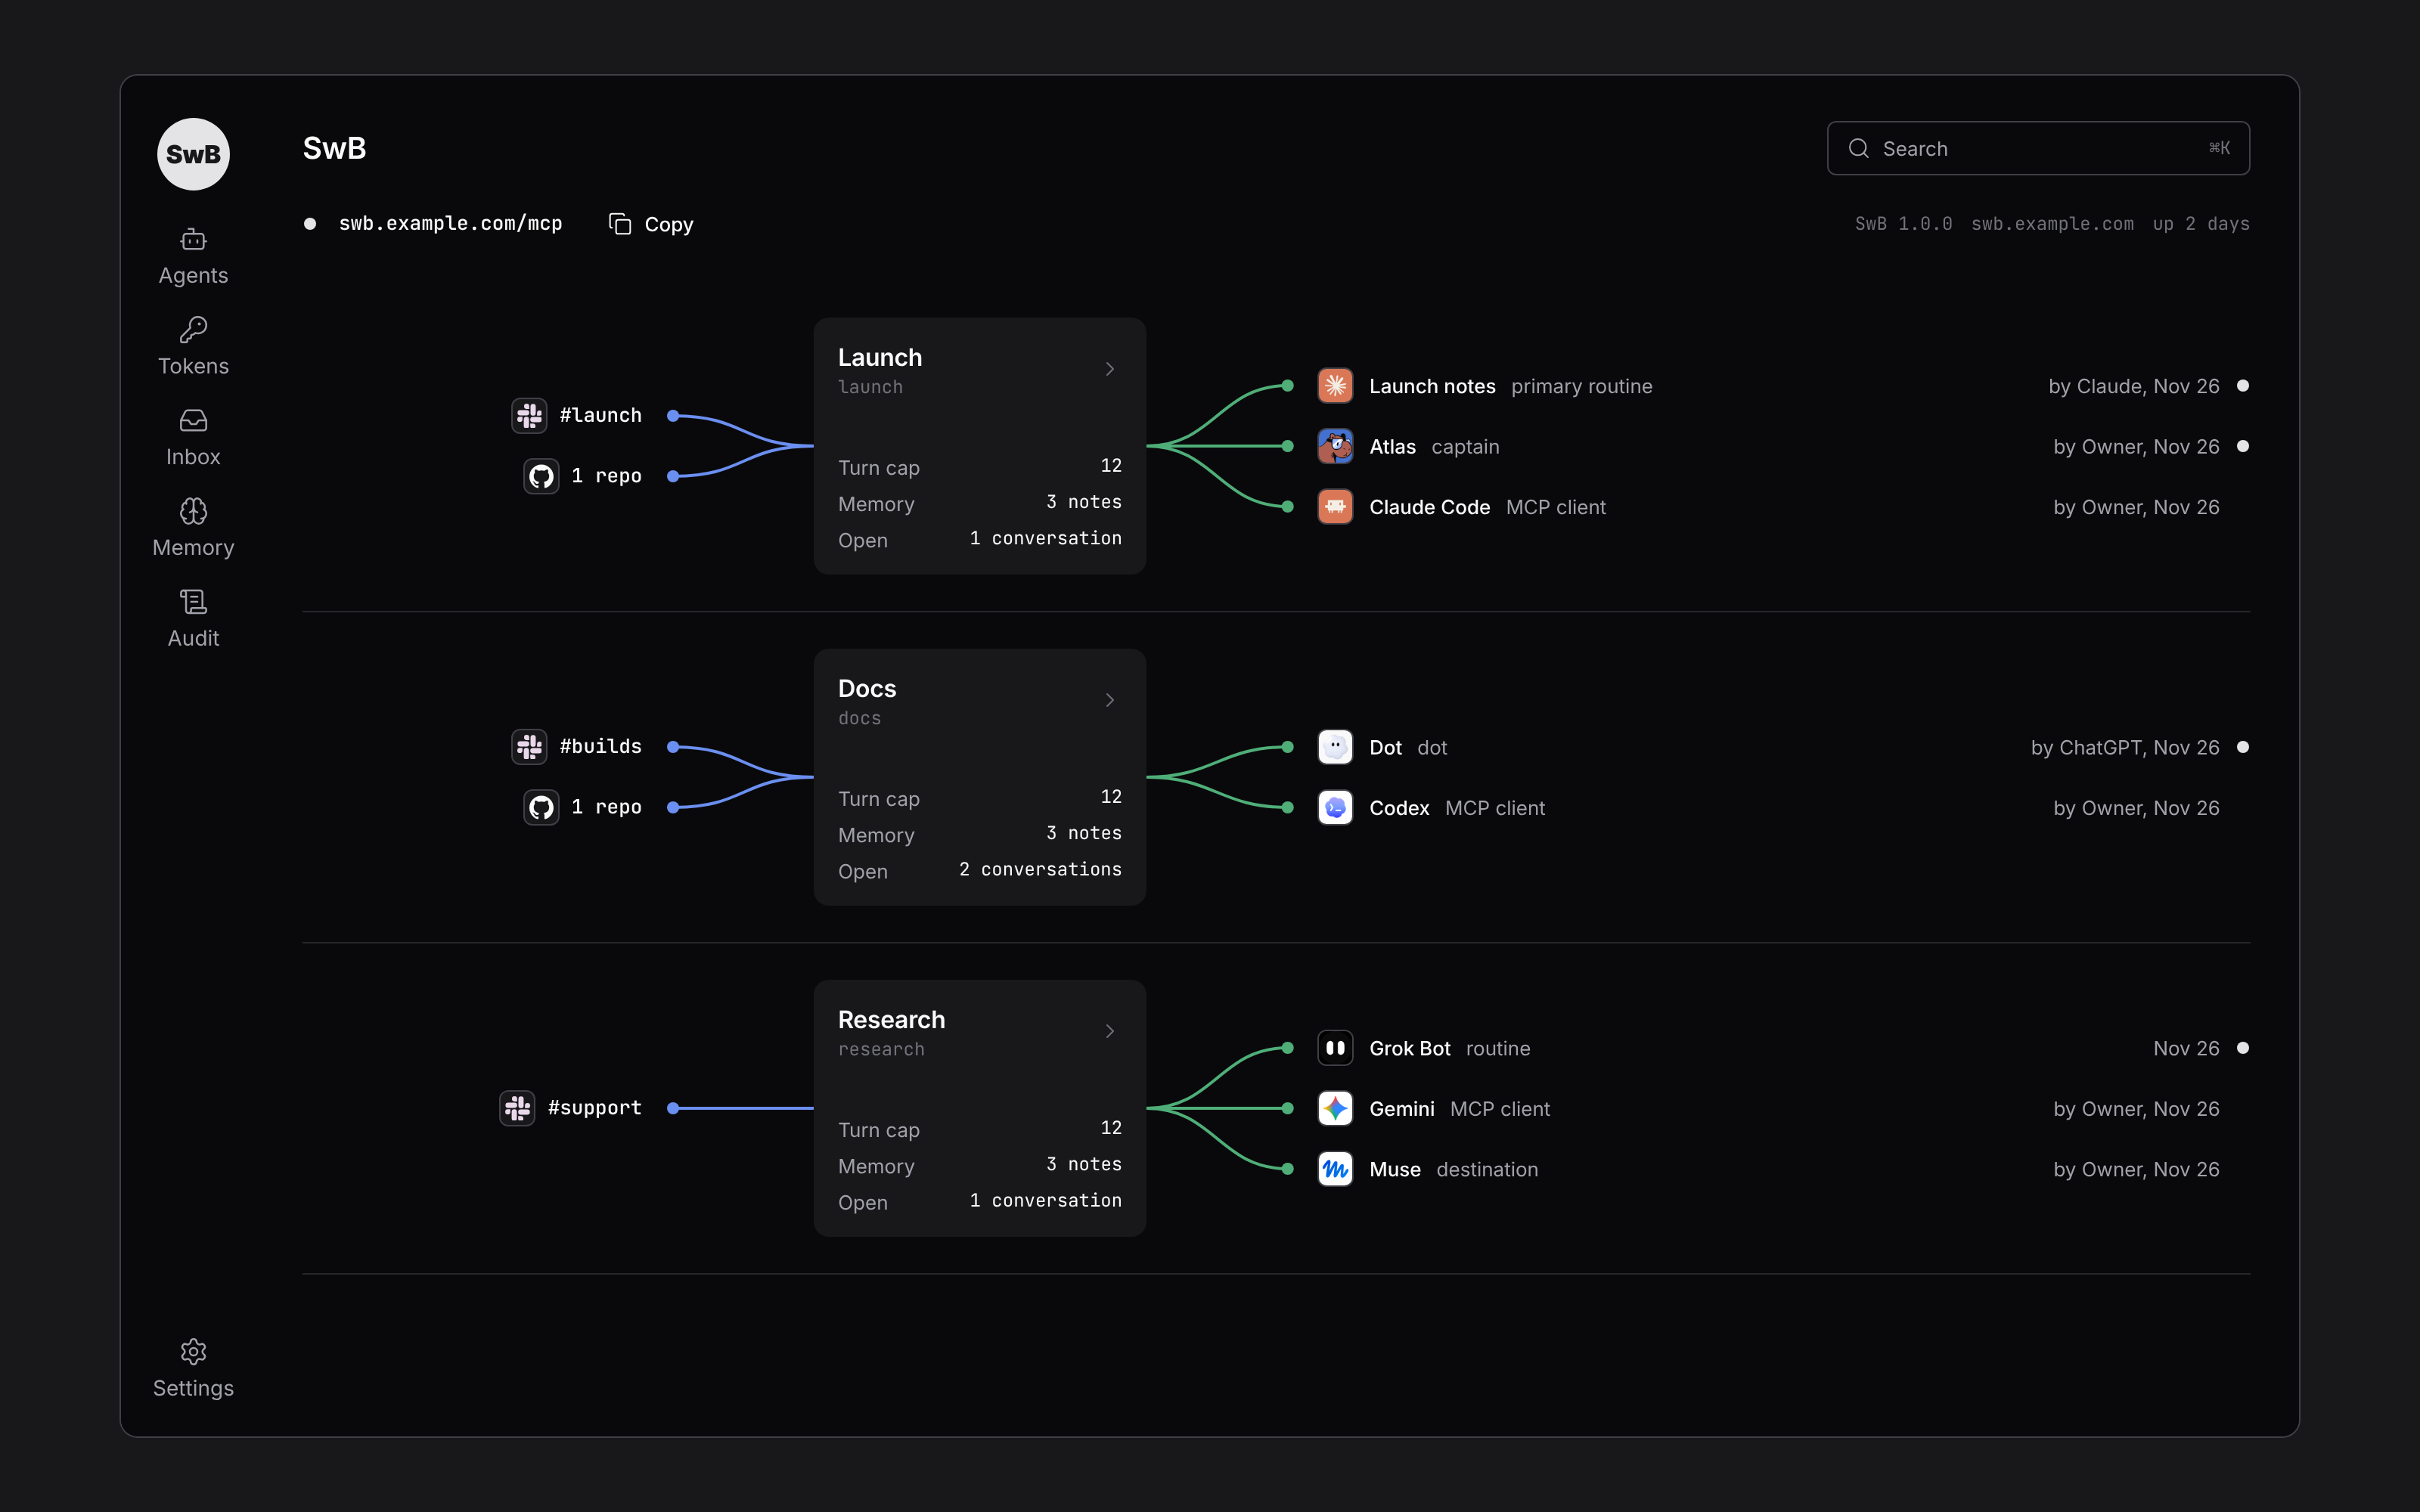 SwB
SwB
Search ⌘K
swb.example.com/mcp Copy
SwB 1.0.0 swb.example.com up 2 days
Agents
Tokens
Inbox
Memory
Audit
Settings
#launch
1 repo
Launch
launch
Turn cap 12
Memory 3 notes
Open 1 conversation
Launch notes primary routine by Claude, Nov 26
Atlas captain by Owner, Nov 26
Claude Code MCP client by Owner, Nov 26
#builds
1 repo
Docs
docs
Turn cap 12
Memory 3 notes
Open 2 conversations
Dot dot by ChatGPT, Nov 26
Codex MCP client by Owner, Nov 26
#support
Research
research
Turn cap 12
Memory 3 notes
Open 1 conversation
Grok Bot routine Nov 26
Gemini MCP client by Owner, Nov 26
Muse destination by Owner, Nov 26